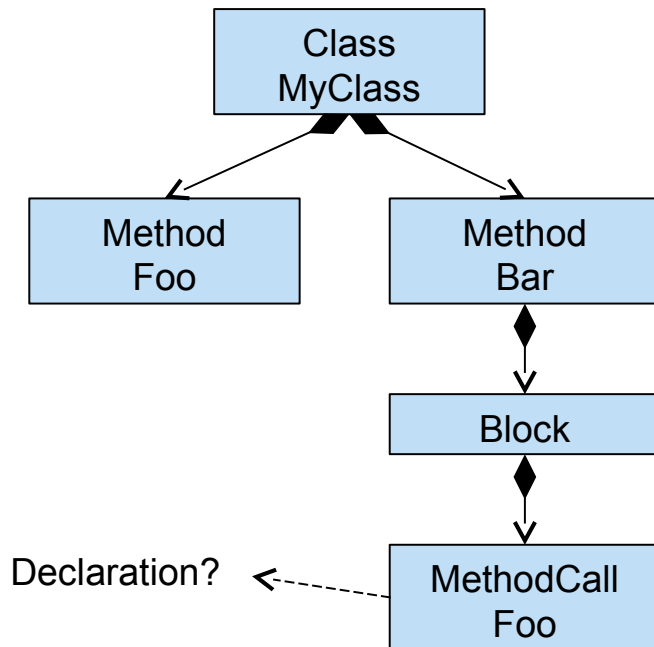 Class
MyClass
Method
Foo
Method
Bar
Block
Declaration?
MethodCall
Foo